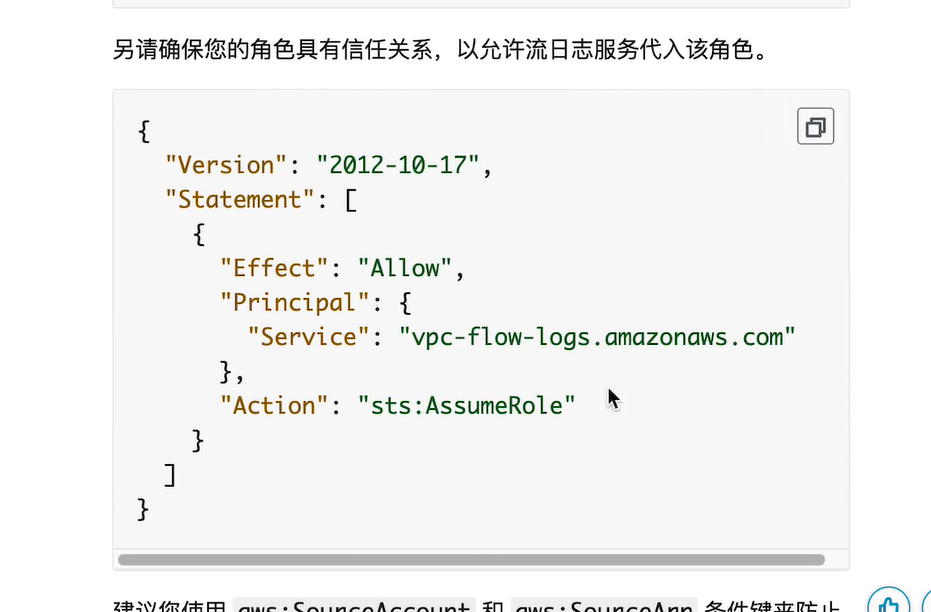 另请确保您的角色具有信任关系，以允许流日志服务代入该角色。
{
  "Version": "2012-10-17",
  "Statement": [
    {
      "Effect": "Allow",
      "Principal": {
        "Service": "vpc-flow-logs.amazonaws.com"
      },
      "Action": "sts:AssumeRole"
    }
  ]
}
建议您使用 aws:SourceAccount 和 aws:SourceArn 条件键来防止